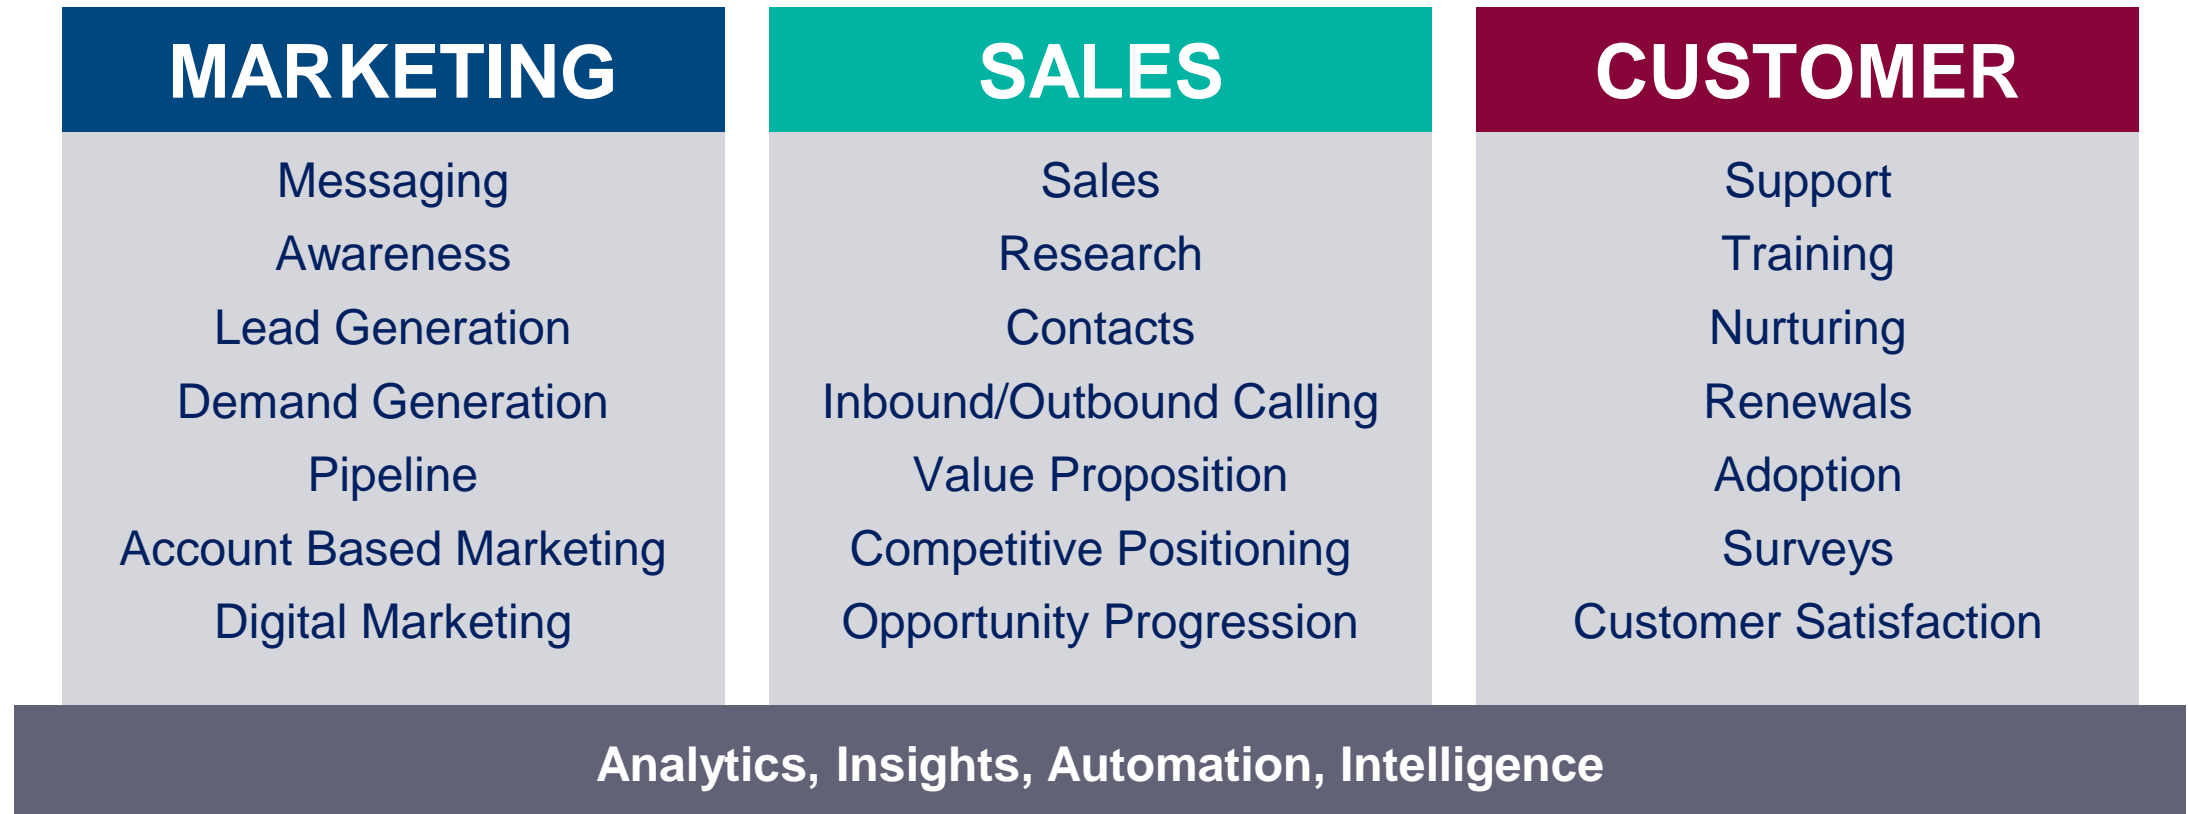 MARKETING
Messaging
Awareness
Lead Generation
Demand Generation
Pipeline
Account Based Marketing
Digital Marketing
SALES
Sales
Research
Contacts
Inbound/Outbound Calling
Value Proposition
Competitive Positioning
Opportunity Progression
CUSTOMER
Support
Training
Nurturing
Renewals
Adoption
Surveys
Customer Satisfaction
Analytics, Insights, Automation, Intelligence